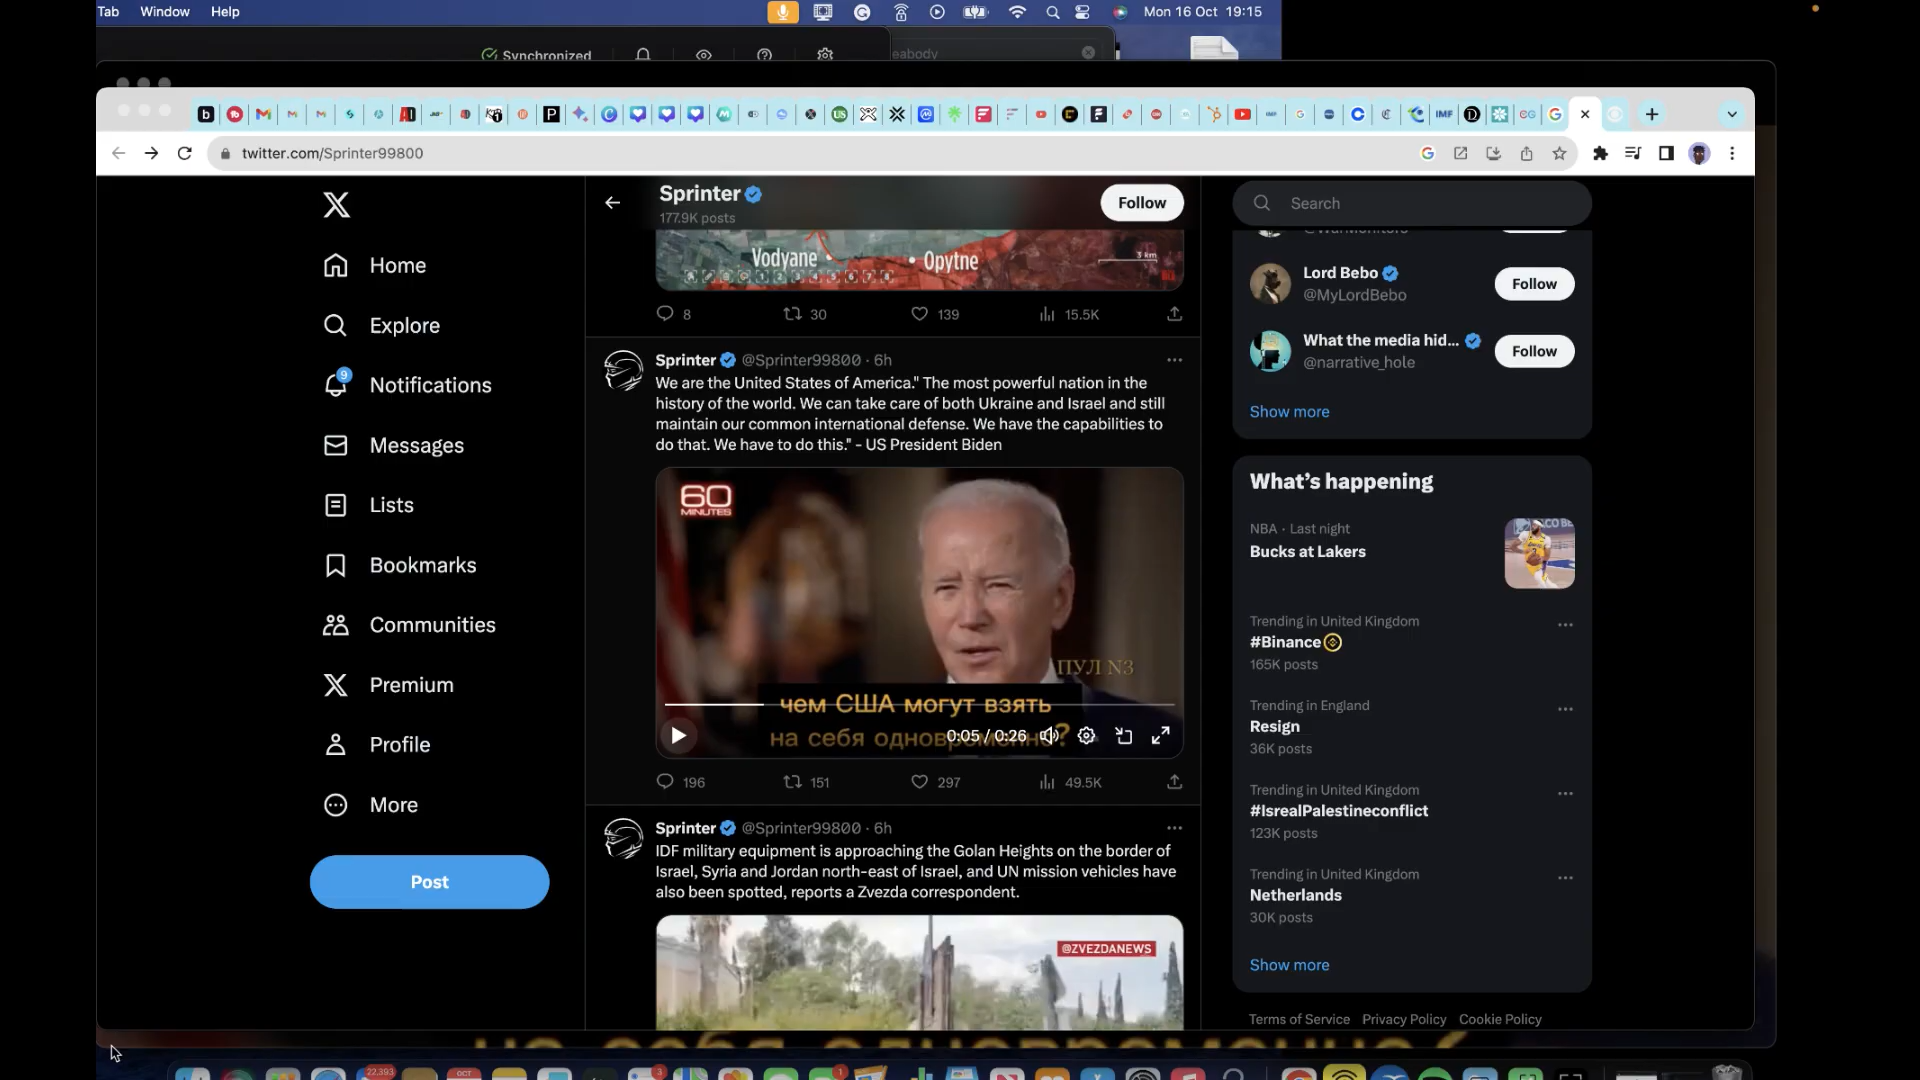 Tab Window Help
Mon 16 Oct 19:15
Synchronized
eabody
twitter.com/Sprinter99800
Sprinter
177.9K posts
Follow
Search
Home
Explore
9
Notifications
Messages
Lists
Bookmarks
Communities
Premium
Profile
More
Post
Vodyane
Opytne
3 km
8 30 139 15.5K
Sprinter @Sprinter99800 · 6h
We are the United States of America." The most powerful nation in the
history of the world. We can take care of both Ukraine and Israel and still
maintain our common international defense. We have the capabilities to
do that. We have to do this." - US President Biden
60
MINUTES
ПУЛ N3
чем США могут взять
на себя одновременно?
0:05 / 0:26
196 151 297 49.5K
Sprinter @Sprinter99800 · 6h
IDF military equipment is approaching the Golan Heights on the border of
Israel, Syria and Jordan north-east of Israel, and UN mission vehicles have
also been spotted, reports a Zvezda correspondent.
@ZVEZDANEWS
@WarMonitors
Lord Bebo
@MyLordBebo
Follow
What the media hid...
@narrative_hole
Follow
Show more
What's happening
NBA · Last night
Bucks at Lakers
Trending in United Kingdom
#Binance
165K posts
Trending in England
Resign
36K posts
Trending in United Kingdom
#IsrealPalestineconflict
123K posts
Trending in United Kingdom
Netherlands
30K posts
Show more
Terms of Service Privacy Policy Cookie Policy
22,393
OCT
3
1